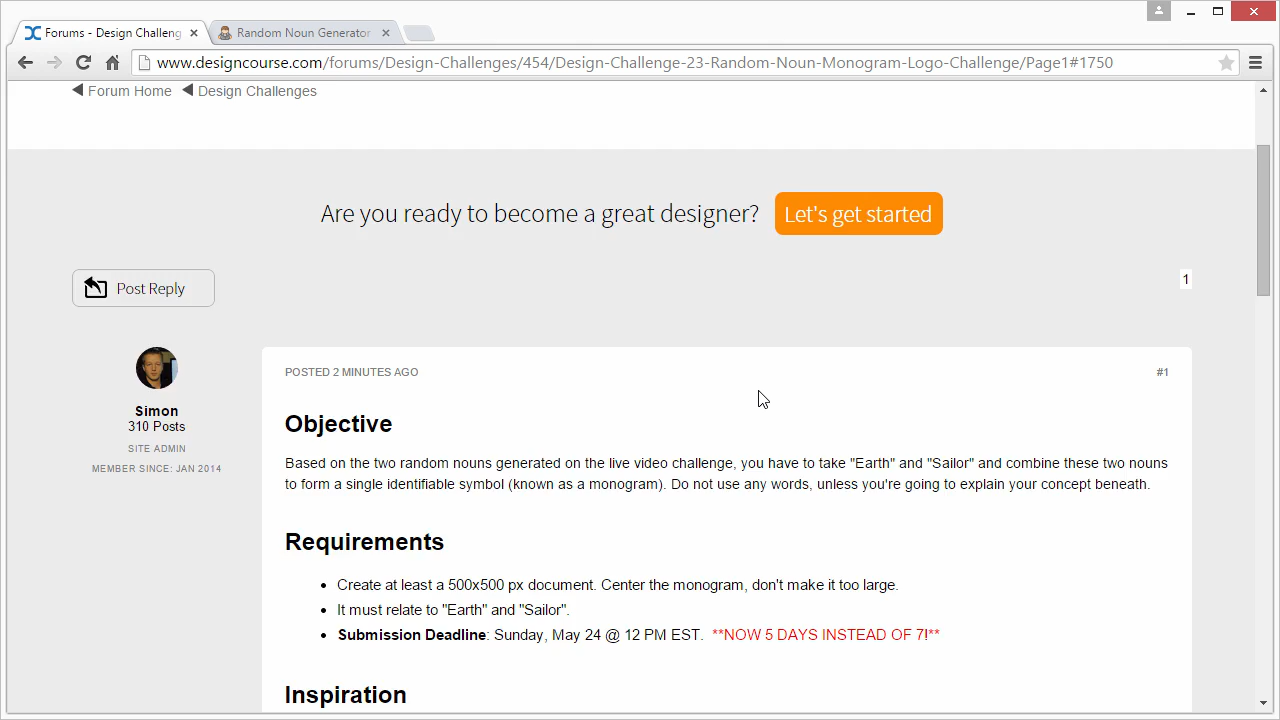 Forums - Design Challeng
Random Noun Generator
www.designcourse.com/forums/Design-Challenges/454/Design-Challenge-23-Random-Noun-Monogram-Logo-Challenge/Page1#1750
Forum Home Design Challenges
Are you ready to become a great designer? Let's get started
Post Reply
1
Simon
310 Posts
SITE ADMIN
MEMBER SINCE: JAN 2014
POSTED 2 MINUTES AGO
#1
Objective
Based on the two random nouns generated on the live video challenge, you have to take "Earth" and "Sailor" and combine these two nouns
to form a single identifiable symbol (known as a monogram). Do not use any words, unless you're going to explain your concept beneath.
Requirements
• Create at least a 500x500 px document. Center the monogram, don't make it too large.
• It must relate to "Earth" and "Sailor".
• Submission Deadline: Sunday, May 24 @ 12 PM EST. **NOW 5 DAYS INSTEAD OF 7!**
Inspiration